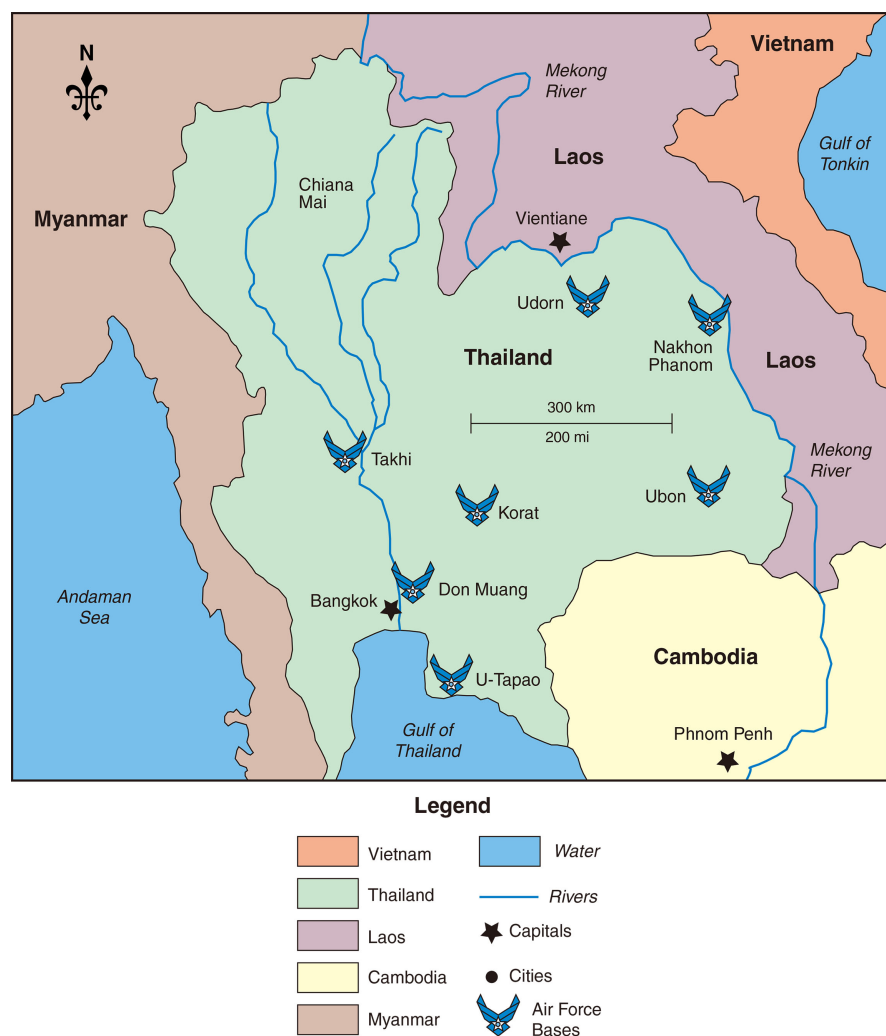 N
Vietnam
Mekong
River
Gulf of
Tonkin
Laos
Chiana
Mai
Myanmar
Vientiane
Udorn
Nakhon
Phanom
Thailand
Laos
300 km
200 mi
Mekong
River
Takhi
Ubon
Korat
Andaman
Sea
Bangkok
Don Muang
Cambodia
U-Tapao
Gulf of
Thailand
Phnom Penh
Legend
Vietnam
Water
Thailand
Rivers
Laos
Capitals
Cambodia
Cities
Myanmar
Air Force
Bases